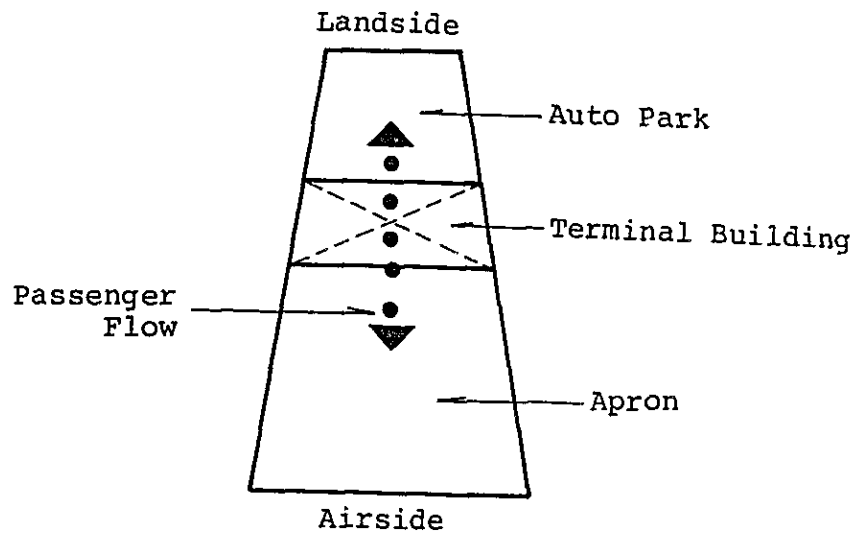 Landside
Auto Park
Terminal Building
Passenger
Flow
Apron
Airside